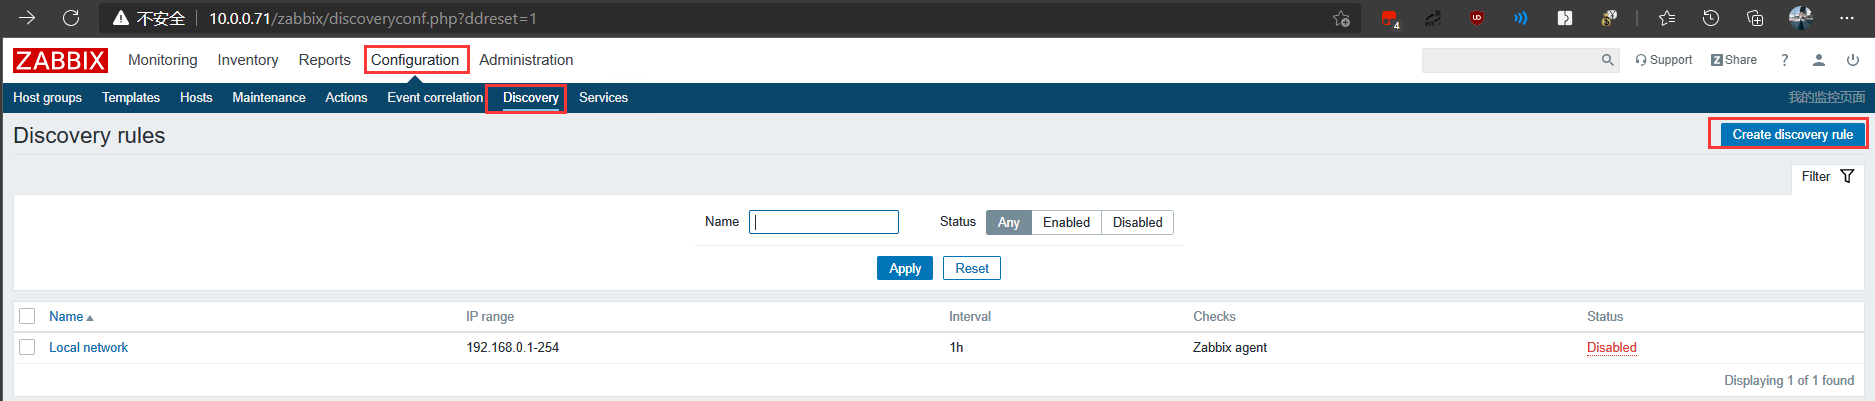 不安全 10.0.0.71/zabbix/discoveryconf.php?ddreset=1 4 UD
ZABBIX Monitoring Inventory Reports Configuration Administration Z Support Z Share ?
Host groups Templates Hosts Maintenance Actions Event correlation Discovery Services 我的监控页面
Discovery rules Create discovery rule
Filter
Name Status Any Enabled Disabled
Apply Reset
Name IP range Interval Checks Status
Local network 192.168.0.1-254 1h Zabbix agent Disabled
Displaying 1 of 1 found